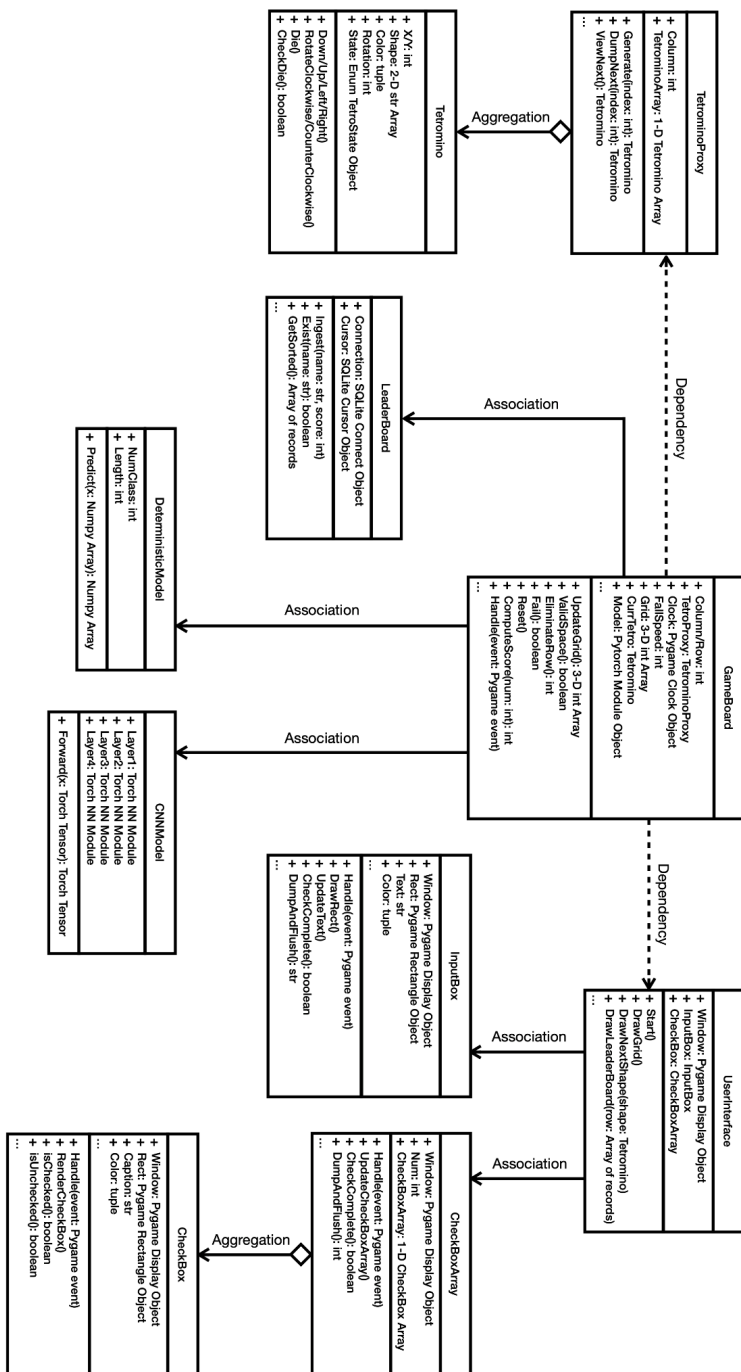 TetrominoProxy
+ Column: int
+ TetrominoArray: 1-D Tetromino Array
+ Generate(index: int): Tetromino
+ DumpNext(index: int): Tetromino
+ ViewNext(): Tetromino
...
Aggregation
Tetromino
+ X/Y: int
+ Shape: 2-D str Array
+ Color: tuple
+ Rotation: int
+ State: Enum TetroState Object
+ Down/Up/Left/Right()
+ RotateClockwise/CounterClockwise()
+ Die()
+ CheckDie(): boolean
Dependency
Association
LeaderBoard
+ Connection: SQLite Connect Object
+ Cursor: SQLite Cursor Object
+ Ingest(name: str, score: int)
+ Exist(name: str): boolean
+ GetSorted(): Array of records
...
GameBoard
+ Column/Row: int
+ TetroProxy: TetrominoProxy
+ Clock: Pygame Clock Object
+ FallSpeed: int
+ Grid: 3-D int Array
+ CurrTetro: Tetromino
+ Model: Pytorch Module Object
...
+ UpdateGrid(): 3-D int Array
+ ValidSpace(): boolean
+ EliminateRow(): int
+ Fail(): boolean
+ Reset()
+ ComputeScore(num: int): int
+ Handle(event: Pygame event)
...
Association
DeterministicModel
+ NumClass: int
+ Length: int
+ Predict(x: Numpy Array): Numpy Array
Association
CNNModel
+ Layer1: Torch NN Module
+ Layer2: Torch NN Module
+ Layer3: Torch NN Module
+ Layer4: Torch NN Module
+ Forward(x: Torch Tensor): Torch Tensor
Dependency
UserInterface
+ Window: Pygame Display Object
+ InputBox: InputBox
+ CheckBox: CheckBoxArray
+ Start()
+ DrawGrid()
+ DrawNextShape(shape: Tetromino)
+ DrawLeaderBoard(row: Array of records)
...
Association
InputBox
+ Window: Pygame Display Object
+ Rect: Pygame Rectangle Object
+ Text: str
+ Color: tuple
...
+ Handle(event: Pygame event)
+ DrawRect()
+ UpdateText()
+ CheckComplete(): boolean
+ DumpAndFlush(): str
...
Association
CheckBoxArray
+ Window: Pygame Display Object
+ Num: int
+ CheckBoxArray: 1-D CheckBox Array
+ Handle(event: Pygame event)
+ UpdateCheckBoxArray()
+ CheckComplete(): boolean
+ DumpAndFlush(): int
...
Aggregation
CheckBox
+ Window: Pygame Display Object
+ Rect: Pygame Rectangle Object
+ Caption: str
+ Color: tuple
...
+ Handle(event: Pygame event)
+ RenderCheckBox()
+ isChecked(): boolean
+ isUnchecked(): boolean
...